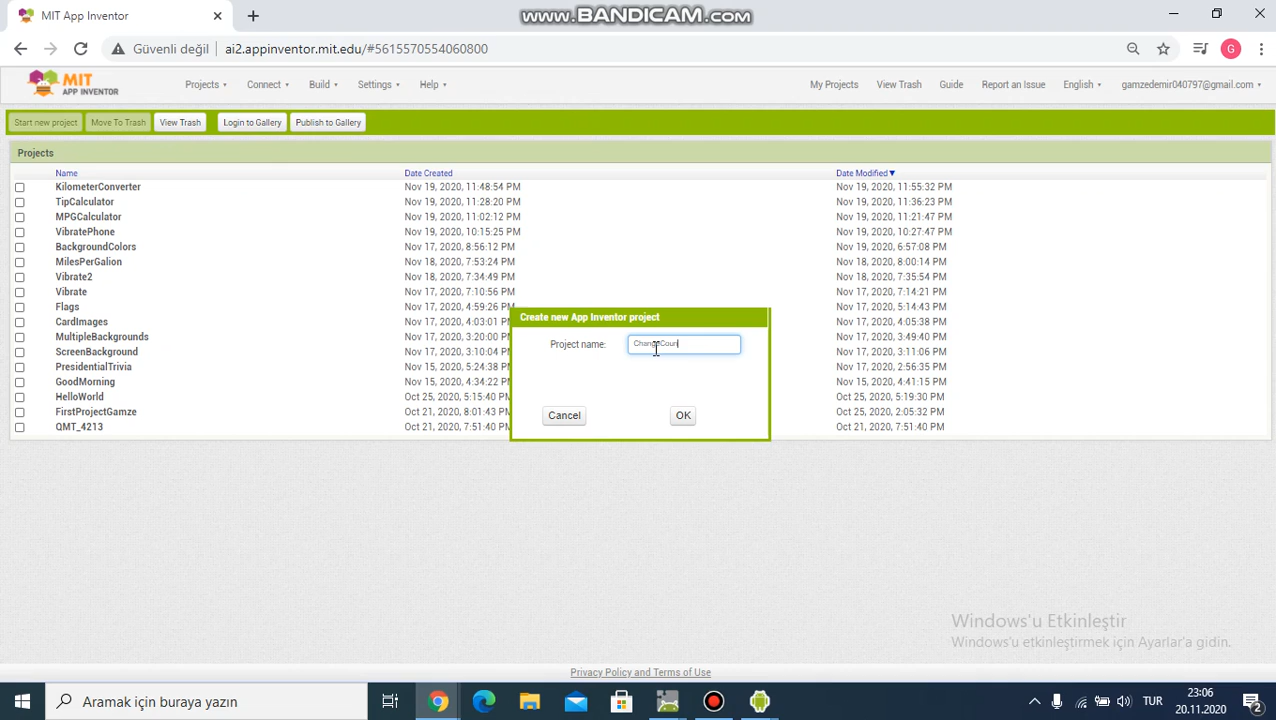 MIT App Inventor
www.BANDICAM.com
Güvenli değil
ai2.appinventor.mit.edu/#5615570554060800
G
MIT
APP INVENTOR
Projects
Connect
Build
Settings
Help
My Projects
View Trash
Guide
Report an Issue
English
gamzedemir040797@gmail.com
Start new project
Move To Trash
View Trash
Login to Gallery
Publish to Gallery
Projects
Name Date Created Date Modified▼
KilometerConverter Nov 19, 2020, 11:48:54 PM Nov 19, 2020, 11:55:32 PM
TipCalculator Nov 19, 2020, 11:28:20 PM Nov 19, 2020, 11:36:23 PM
MPGCalculator Nov 19, 2020, 11:02:12 PM Nov 19, 2020, 11:21:47 PM
VibratePhone Nov 19, 2020, 10:15:25 PM Nov 19, 2020, 10:27:47 PM
BackgroundColors Nov 17, 2020, 8:56:12 PM Nov 19, 2020, 6:57:08 PM
MilesPerGallon Nov 18, 2020, 7:53:24 PM Nov 18, 2020, 8:00:14 PM
Vibrate2 Nov 18, 2020, 7:34:49 PM Nov 18, 2020, 7:35:54 PM
Vibrate Nov 17, 2020, 7:10:56 PM Nov 17, 2020, 7:14:21 PM
Flags Nov 17, 2020, 4:59:26 PM Nov 17, 2020, 5:14:43 PM
CardImages Nov 17, 2020, 4:03:01 PM Nov 17, 2020, 4:05:38 PM
MultipleBackgrounds Nov 17, 2020, 3:20:00 PM Nov 17, 2020, 3:49:40 PM
ScreenBackground Nov 17, 2020, 3:10:04 PM Nov 17, 2020, 3:11:06 PM
PresidentialTrivia Nov 15, 2020, 5:24:38 PM Nov 17, 2020, 2:56:35 PM
GoodMorning Nov 15, 2020, 4:34:22 PM Nov 15, 2020, 4:41:15 PM
HelloWorld Oct 25, 2020, 5:15:40 PM Oct 25, 2020, 5:19:30 PM
FirstProjectGamze Oct 21, 2020, 8:01:43 PM Oct 25, 2020, 2:05:32 PM
QMT_4213 Oct 21, 2020, 7:51:40 PM Oct 21, 2020, 7:51:40 PM
Create new App Inventor project
Project name:
Cancel
OK
Windows'u Etkinleştir
Windows'u etkinleştirmek için Ayarlar'a gidin.
Privacy Policy and Terms of Use
Aramak için buraya yazın
TUR
23:06
20.11.2020
2